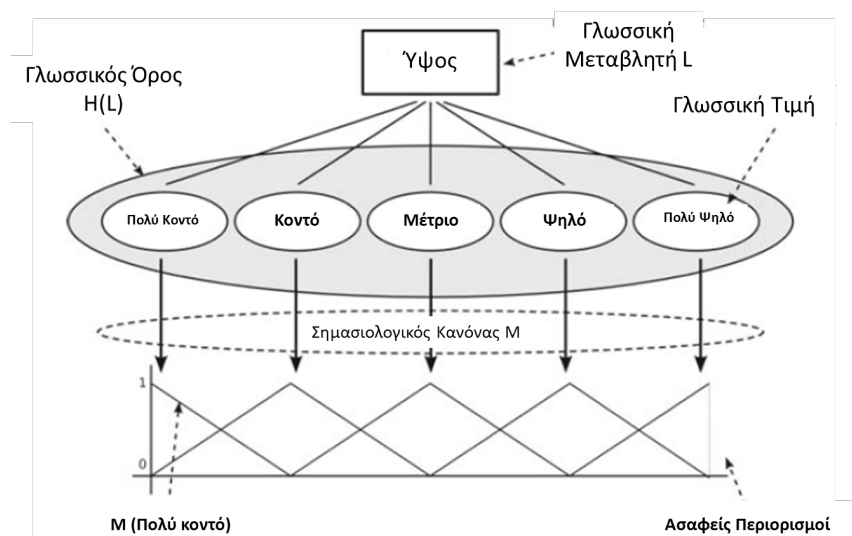 Ύψος
Γλωσσική
Μεταβλητή L
Γλωσσικός Όρος
H(L)
Γλωσσική Τιμή
Πολύ Κοντό
Κοντό
Μέτριο
Ψηλό
Πολύ Ψηλό
Σημασιολογικός Κανόνας M
1
0
M (Πολύ κοντό)
Ασαφείς Περιορισμοί